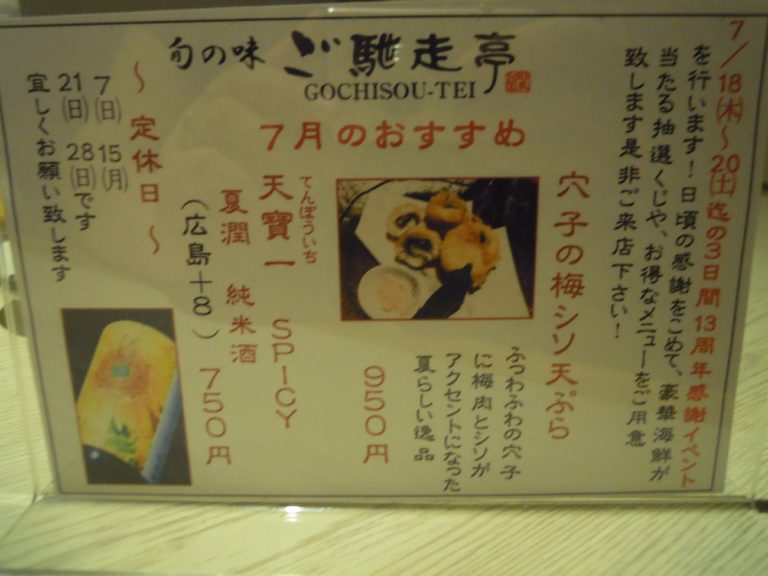 旬の味 ご馳走亭
GOCHISOU-TEI
7月のおすすめ
7/18㈭～20㈯迄の3日間13周年感謝イベント
を行います！日頃の感謝をこめて、豪華海鮮が
当たる抽選くじや、お得なメニューをご用意
致します是非ご来店下さい！
穴子の梅シソ天ぷら
ふわふわの穴子
に梅肉とシソが
アクセントになった
夏らしい逸品
950円
てんぽういち
天寶一 SPICY
夏潤 純米酒
（広島＋8） 750円
～ 定休日 ～
7㈰ 15㈪
21㈰ 28㈰です
宜しくお願い致します